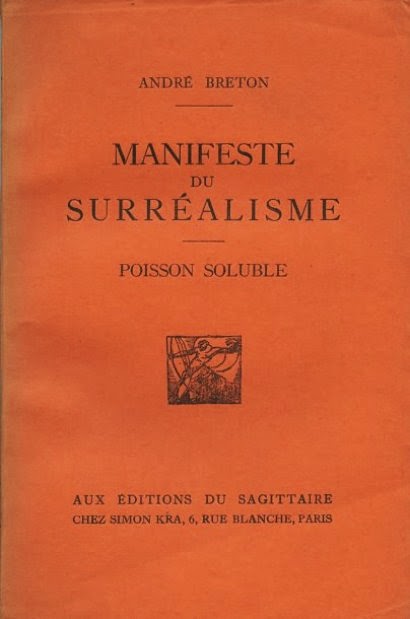 ANDRÉ BRETON
MANIFESTE
DU
SURRÉALISME
POISSON SOLUBLE
AUX ÉDITIONS DU SAGITTAIRE
CHEZ SIMON KRA, 6, RUE BLANCHE, PARIS